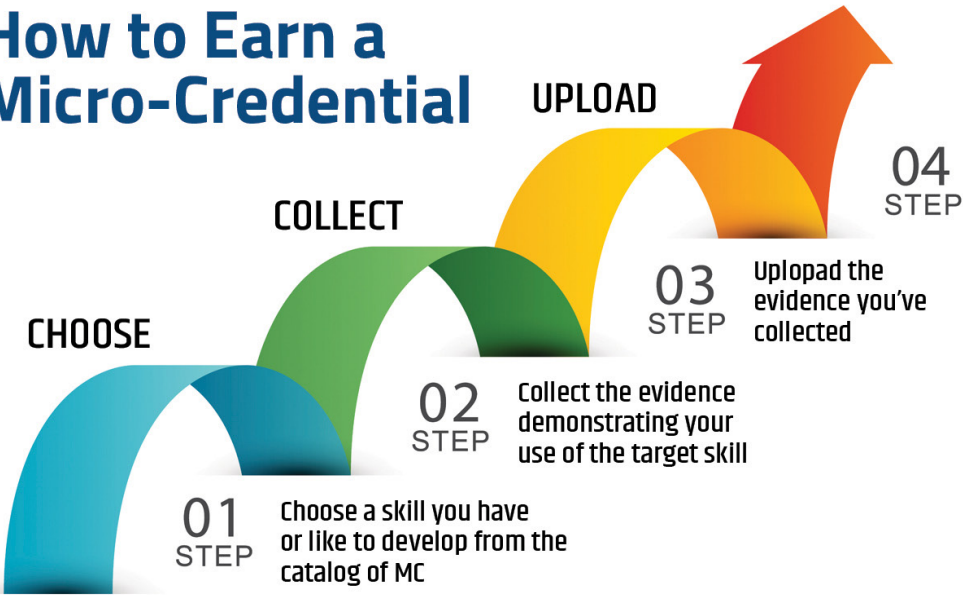 How to Earn a
Micro-Credential
CHOOSE
01
STEP
Choose a skill you have
or like to develop from the
catalog of MC
COLLECT
02
STEP
Collect the evidence
demonstrating your
use of the target skill
UPLOAD
03
STEP
Uplopad the
evidence you've
collected
04
STEP